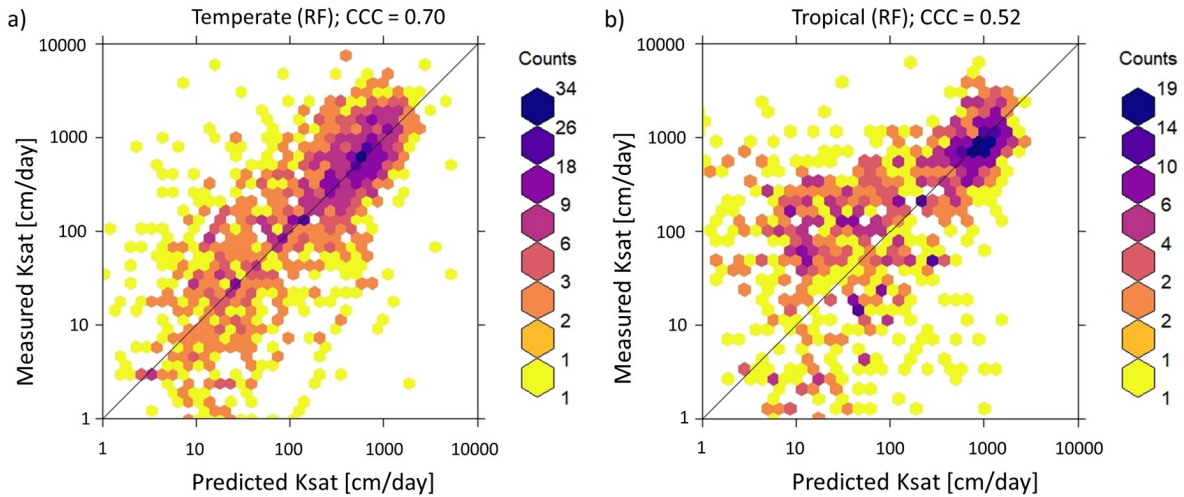 a)
Temperate (RF); CCC = 0.70
10000
1000
100
10
1
Measured Ksat [cm/day]
1 10 100 1000 10000
Predicted Ksat [cm/day]
Counts
34
26
18
9
6
3
2
1
1
b)
Tropical (RF); CCC = 0.52
10000
1000
100
10
1
Measured Ksat [cm/day]
1 10 100 1000 10000
Predicted Ksat [cm/day]
Counts
19
14
10
6
4
2
2
1
1